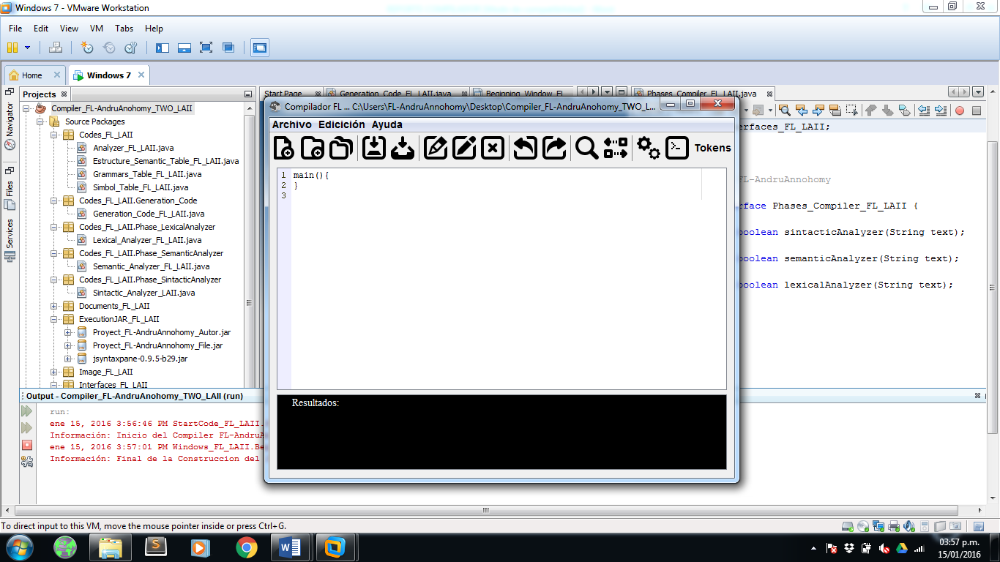 Windows 7 - VMware Workstation
File Edit View VM Tabs Help
Home Windows 7
Projects
Start Page Generation_Code_FL_LAII.java Beginning_Window_FL Phases_Compiler_FL_LAII.java
Navigator
Files
Services
Compiler_FL-AndruAnohomy_TWO_LAII
Source Packages
Codes_FL_LAII
Analyzer_FL_LAII.java
Estructure_Semantic_Table_FL_LAII.java
Grammars_Table_FL_LAII.java
Simbol_Table_FL_LAII.java
Codes_FL_LAII.Generation_Code
Generation_Code_FL_LAII.java
Codes_FL_LAII.Phase_LexicalAnalyzer
Lexical_Analyzer_FL_LAII.java
Codes_FL_LAII.Phase_SemanticAnalyzer
Semantic_Analyzer_FL_LAII.java
Codes_FL_LAII.Phase_SintacticAnalyzer
Sintactic_Analyzer_LAII.java
Documents_FL_LAII
ExecutionJAR_FL_LAII
Proyect_FL-AndruAnnohomy_Autor.jar
Proyect_FL-AndruAnnohomy_File.jar
jsyntaxpane-0.9.5-b29.jar
Image_FL_LAII
Interfaces_FL_LAII
Compilador FL ... C:\Users\FL-AndruAnnohomy\Desktop\Compiler_FL-AndruAnohomy_TWO_L...
Archivo Edicición Ayuda
Tokens
1 main(){
2 }
3
Resultados:
erfaces_FL_LAII;
FL-AndruAnnohomy
rface Phases_Compiler_FL_LAII {
boolean sintacticAnalyzer(String text);
boolean semanticAnalyzer(String text);
boolean lexicalAnalyzer(String text);
Output - Compiler_FL-AndruAnohomy_TWO_LAII (run)
run:
ene 15, 2016 3:56:46 PM StartCode_FL_LAII.
Información: Inicio del Compiler FL-AndruA
ene 15, 2016 3:57:01 PM Windows_FL_LAII.Be
Información: Final de la Construccion del
To direct input to this VM, move the mouse pointer inside or press Ctrl+G.
03:57 p.m.
15/01/2016